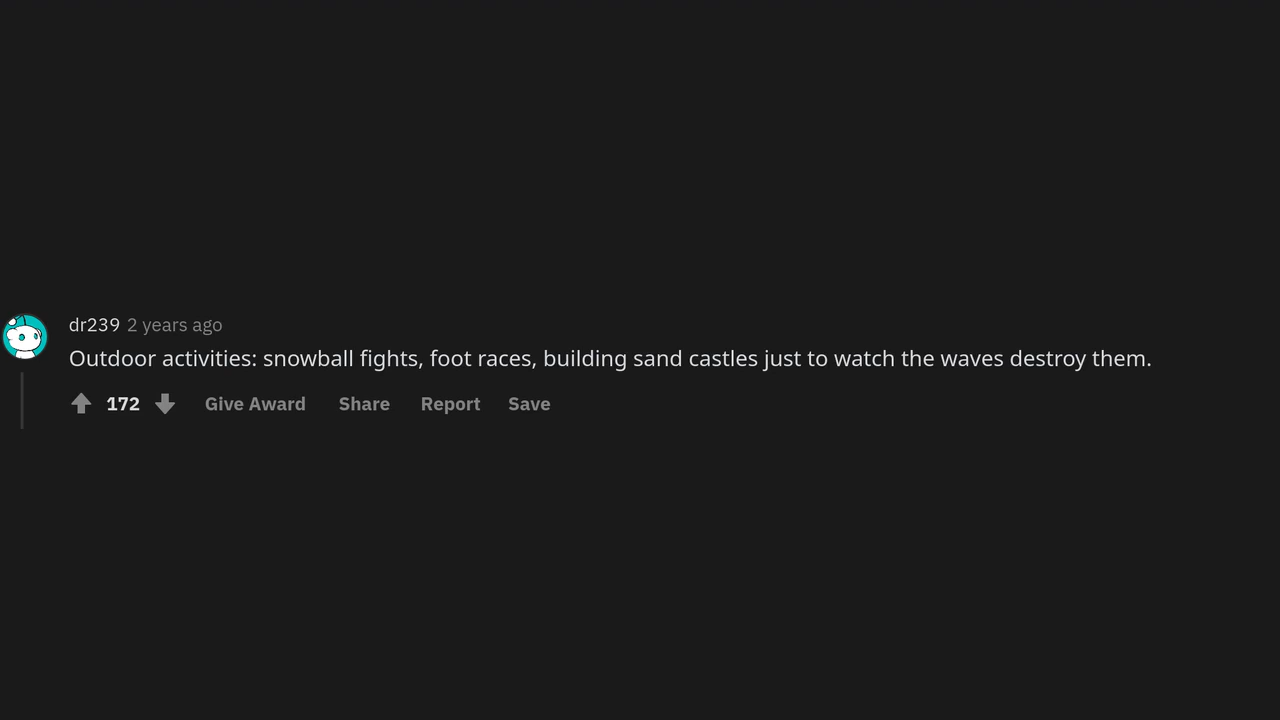 dr239 2 years ago
Outdoor activities: snowball fights, foot races, building sand castles just to watch the waves destroy them.
172 Give Award Share Report Save